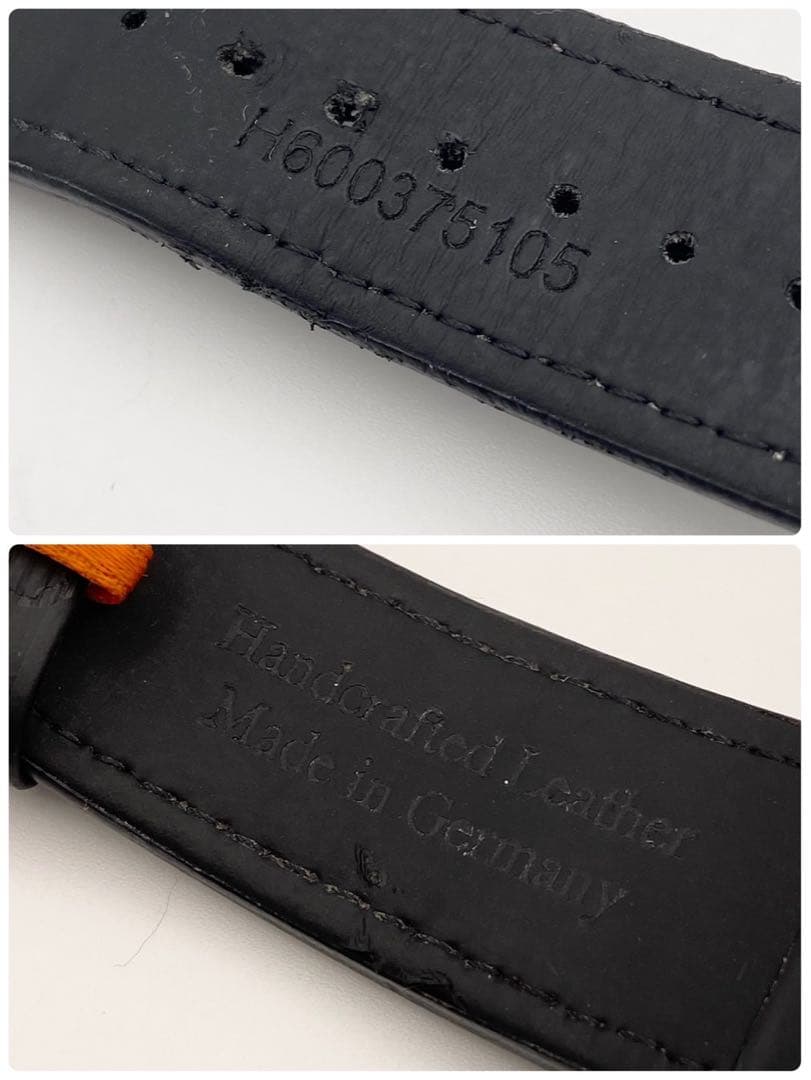 H600375105
Handcrafted Leather
Made in Germany